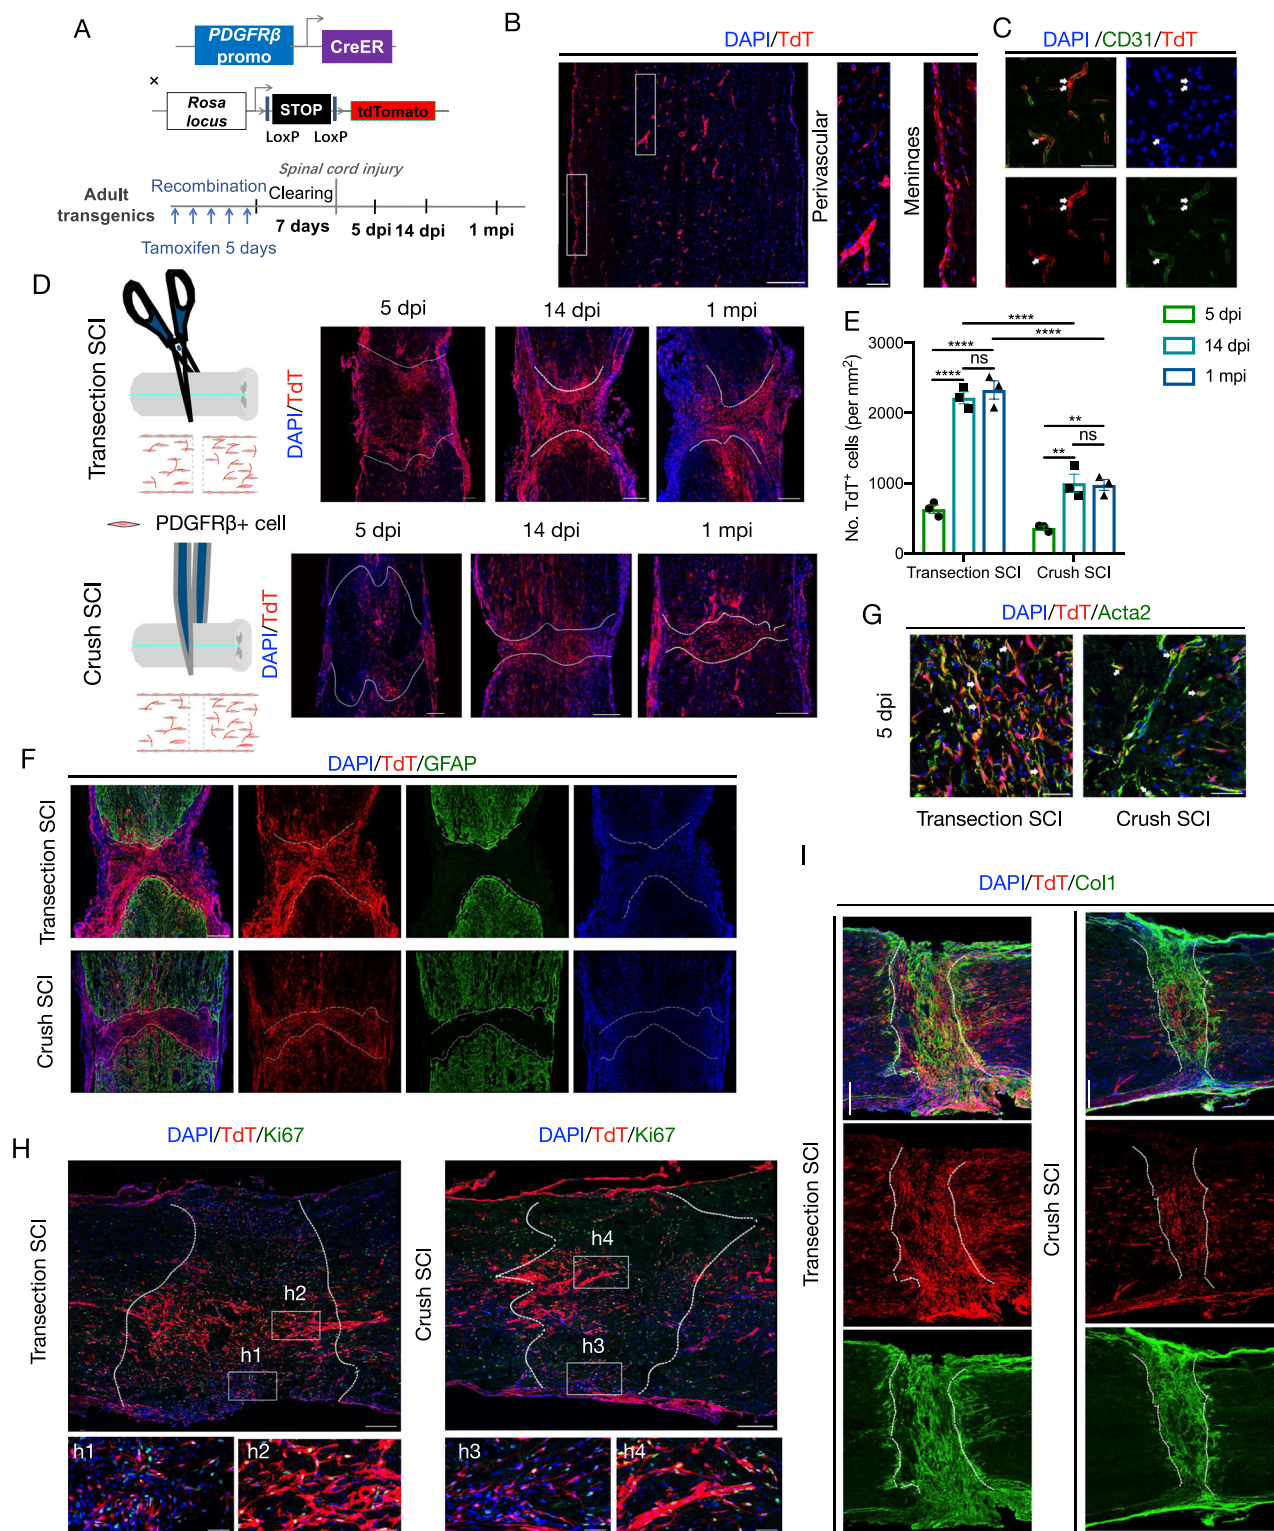 A
PDGFRβ
promo
CreER
×
Rosa
locus
STOP
tdTomato
LoxP
LoxP
Spinal cord injury
Recombination
Clearing
Adult
transgenics
7 days
5 dpi
14 dpi
1 mpi
Tamoxifen 5 days
B
DAPI/TdT
Perivascular
Meninges
C
DAPI /CD31/TdT
D
Transection SCI
5 dpi
14 dpi
1 mpi
DAPI/TdT
PDGFRβ+ cell
Crush SCI
5 dpi
14 dpi
1 mpi
DAPI/TdT
E
5 dpi
14 dpi
1 mpi
No. TdT+ cells (per mm2)
3000
2000
1000
0
****
****
****
ns
****
**
ns
**
Transection SCI
Crush SCI
F
DAPI/TdT/GFAP
Transection SCI
Crush SCI
G
DAPI/TdT/Acta2
5 dpi
Transection SCI
Crush SCI
H
DAPI/TdT/Ki67
DAPI/TdT/Ki67
Transection SCI
h2
h1
Crush SCI
h4
h3
h1
h2
h3
h4
I
DAPI/TdT/Col1
Transection SCI
Crush SCI